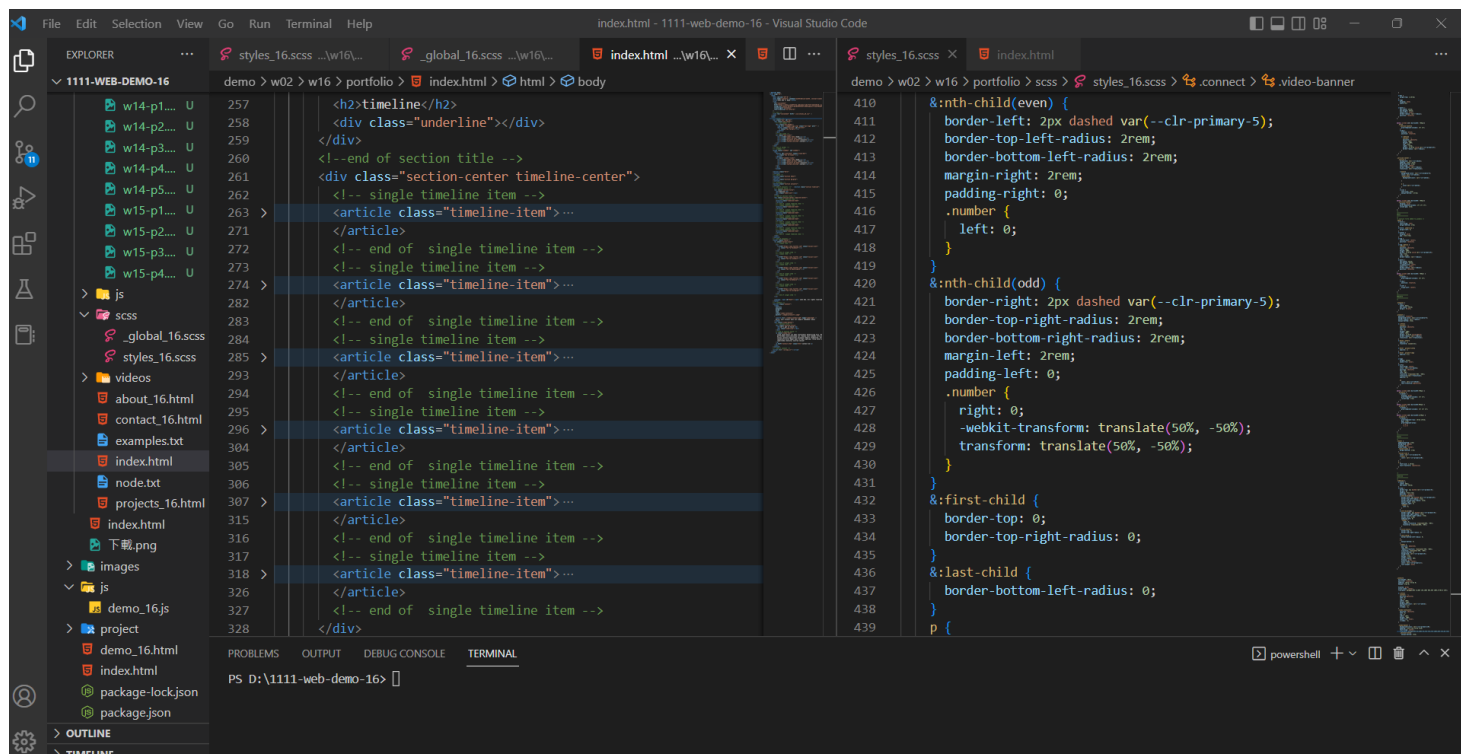 File Edit Selection View Go Run Terminal Help
index.html - 1111-web-demo-16 - Visual Studio Code
EXPLORER
1111-WEB-DEMO-16
w14-p1.... U
w14-p2.... U
w14-p3.... U
w14-p4.... U
w14-p5.... U
w15-p1.... U
w15-p2.... U
w15-p3.... U
w15-p4.... U
js
scss
_global_16.scss
styles_16.scss
videos
about_16.html
contact_16.html
examples.txt
index.html
node.txt
projects_16.html
index.html
下載.png
images
js
demo_16.js
project
demo_16.html
index.html
package-lock.json
package.json
OUTLINE
TIMELINE
11
styles_16.scss ...\w16\... _global_16.scss ...\w16\... index.html ...\w16\...
demo > w02 > w16 > portfolio > index.html > html > body
257 <h2>timeline</h2>
258 <div class="underline"></div>
259 </div>
260 <!--end of section title -->
261 <div class="section-center timeline-center">
262 <!-- single timeline item -->
263 > <article class="timeline-item">...
271 </article>
272 <!-- end of  single timeline item -->
273 <!-- single timeline item -->
274 > <article class="timeline-item">...
282 </article>
283 <!-- end of  single timeline item -->
284 <!-- single timeline item -->
285 > <article class="timeline-item">...
293 </article>
294 <!-- end of  single timeline item -->
295 <!-- single timeline item -->
296 > <article class="timeline-item">...
304 </article>
305 <!-- end of  single timeline item -->
306 <!-- single timeline item -->
307 > <article class="timeline-item">...
315 </article>
316 <!-- end of  single timeline item -->
317 <!-- single timeline item -->
318 > <article class="timeline-item">...
326 </article>
327 <!-- end of  single timeline item -->
328 </div>
styles_16.scss index.html
demo > w02 > w16 > portfolio > scss > styles_16.scss > .connect > .video-banner
410 &:nth-child(even) {
411 border-left: 2px dashed var(--clr-primary-5);
412 border-top-left-radius: 2rem;
413 border-bottom-left-radius: 2rem;
414 margin-right: 2rem;
415 padding-right: 0;
416 .number {
417 left: 0;
418 }
419 }
420 &:nth-child(odd) {
421 border-right: 2px dashed var(--clr-primary-5);
422 border-top-right-radius: 2rem;
423 border-bottom-right-radius: 2rem;
424 margin-left: 2rem;
425 padding-left: 0;
426 .number {
427 right: 0;
428 -webkit-transform: translate(50%, -50%);
429 transform: translate(50%, -50%);
430 }
431 }
432 &:first-child {
433 border-top: 0;
434 border-top-right-radius: 0;
435 }
436 &:last-child {
437 border-bottom-left-radius: 0;
438 }
439 p {
PROBLEMS OUTPUT DEBUG CONSOLE TERMINAL
powershell
PS D:\1111-web-demo-16>